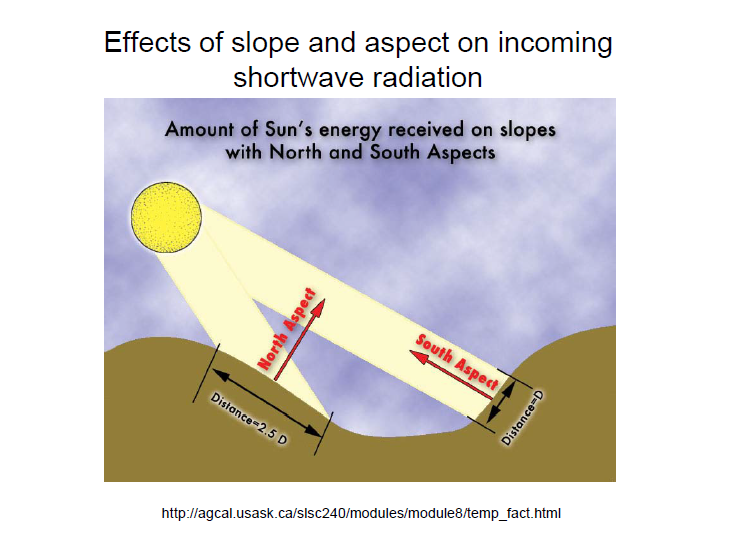 Effects of slope and aspect on incoming
shortwave radiation
Amount of Sun's energy received on slopes
with North and South Aspects
North Aspect
South Aspect
Distance=2.5 D
Distance=D
http://agcal.usask.ca/slsc240/modules/module8/temp_fact.html